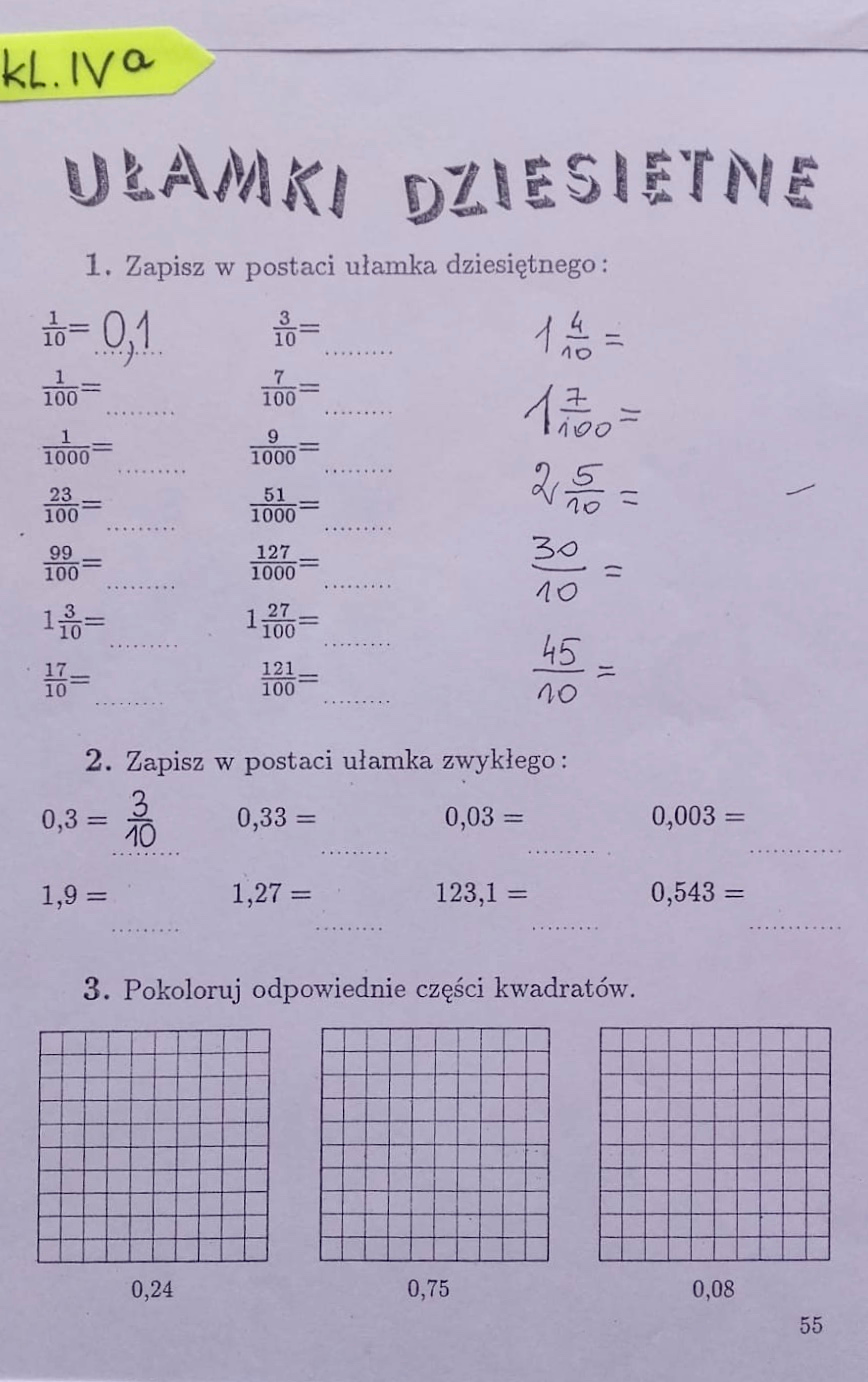 kL. IV a
UŁAMKI DZIESIĘTNE
1. Zapisz w postaci ułamka dziesiętnego:
1/10 = 0,1 3/10 = .......... 1 4/10 =
1/100 = .......... 7/100 = .......... 1 7/100 =
1/1000 = .......... 9/1000 = .......... 2 5/10 =
23/100 = .......... 51/1000 = .......... 30/10 =
99/100 = .......... 127/1000 = .......... 45/10 =
1 3/10 = .......... 1 27/100 = ..........
17/10 = .......... 121/100 = ..........
2. Zapisz w postaci ułamka zwykłego:
0,3 = 3/10 0,33 = .......... 0,03 = .......... 0,003 = ..........
1,9 = .......... 1,27 = .......... 123,1 = .......... 0,543 = ..........
3. Pokoloruj odpowiednie części kwadratów.
0,24 0,75 0,08
55